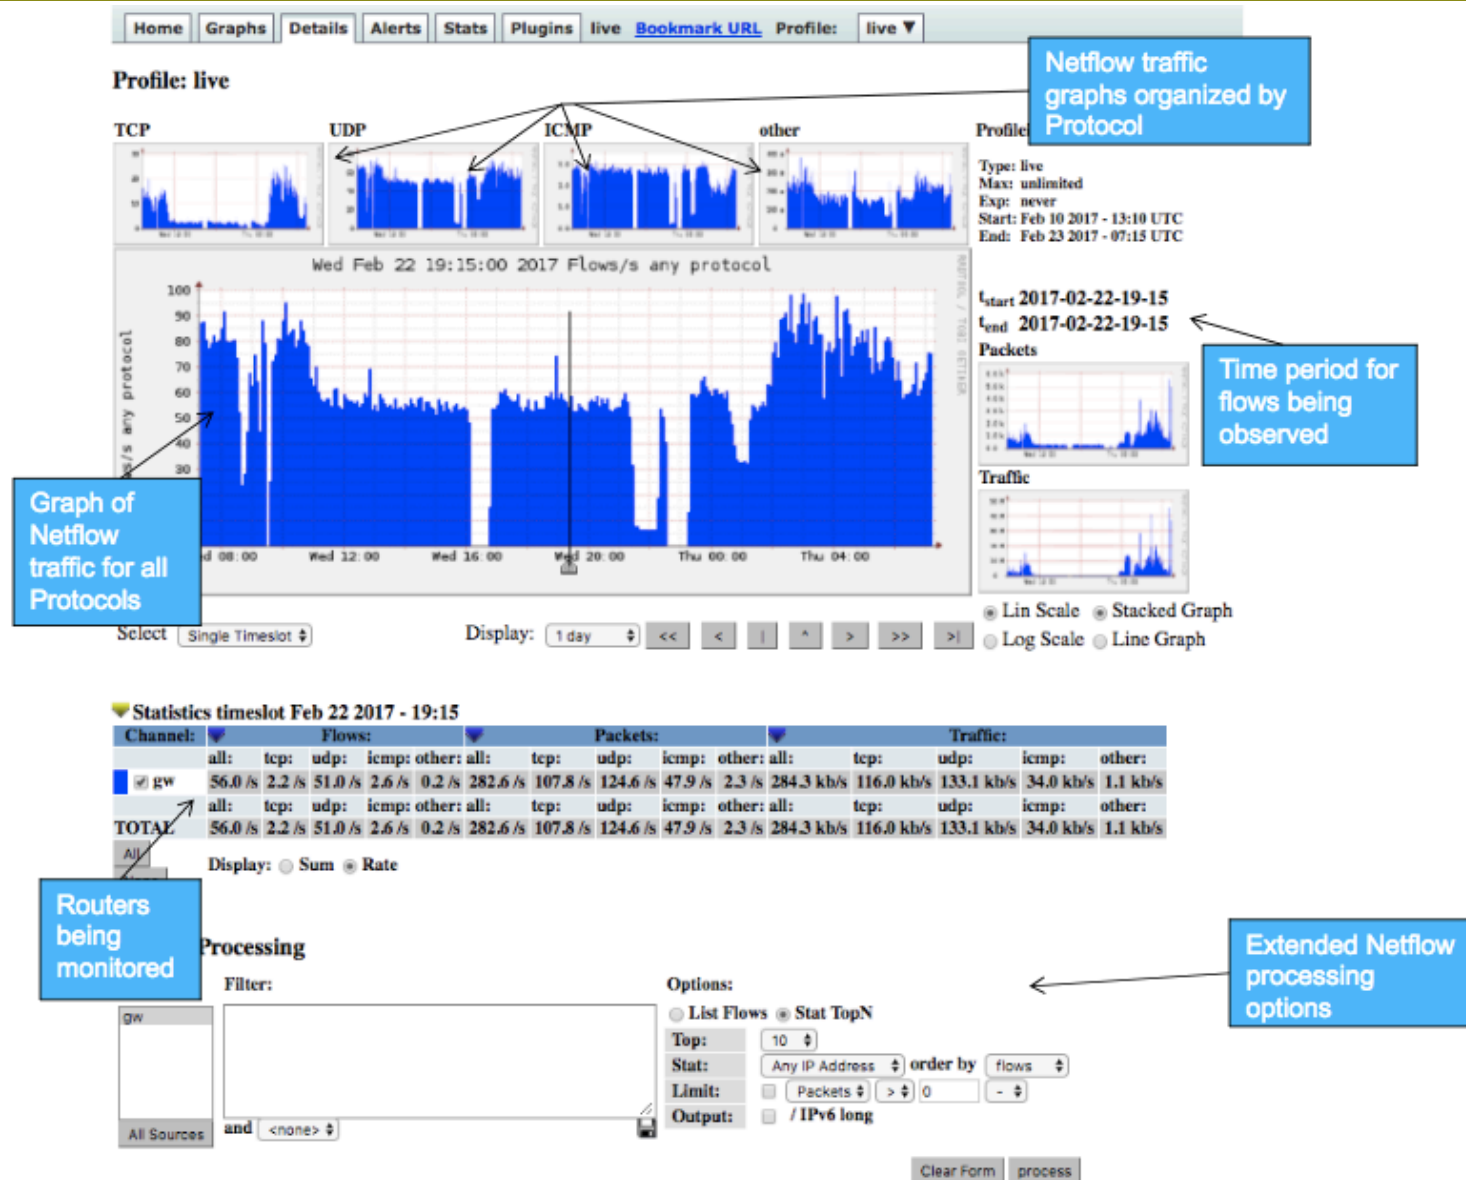 Home Graphs Details Alerts Stats Plugins live Bookmark URL Profile: live ▼
Netflow traffic
graphs organized by
Protocol
Profile: live
TCP UDP ICMP other
Type: live
Max: unlimited
Exp: never
Start: Feb 10 2017 - 13:10 UTC
End: Feb 23 2017 - 07:15 UTC
Wed Feb 22 19:15:00 2017 Flows/s any protocol
100
90
80
70
60
50
40
30
any protocol
08:00 Wed 12:00 Wed 16:00 Wed 20:00 Thu 00:00 Thu 04:00
tstart 2017-02-22-19-15
tend 2017-02-22-19-15
Packets
Traffic
Time period for
flows being
observed
Graph of
Netflow
traffic for all
Protocols
Lin Scale Stacked Graph
Log Scale Line Graph
Select Single Timeslot Display: 1 day << < | ^ > >> >|
Statistics timeslot Feb 22 2017 - 19:15
Channel: Flows: Packets: Traffic:
all: tcp: udp: icmp: other: all: tcp: udp: icmp: other: all: tcp: udp: icmp: other:
gw 56.0 /s 2.2 /s 51.0 /s 2.6 /s 0.2 /s 282.6 /s 107.8 /s 124.6 /s 47.9 /s 2.3 /s 284.3 kb/s 116.0 kb/s 133.1 kb/s 34.0 kb/s 1.1 kb/s
all: tcp: udp: icmp: other: all: tcp: udp: icmp: other: all: tcp: udp: icmp: other:
TOTAL 56.0 /s 2.2 /s 51.0 /s 2.6 /s 0.2 /s 282.6 /s 107.8 /s 124.6 /s 47.9 /s 2.3 /s 284.3 kb/s 116.0 kb/s 133.1 kb/s 34.0 kb/s 1.1 kb/s
All
Display: Sum Rate
Routers
being
monitored
Processing
Extended Netflow
processing
options
Filter:
Options:
gw
All Sources
and <none>
List Flows Stat TopN
Top: 10
Stat: Any IP Address order by flows
Limit: Packets > 0 -
Output: / IPv6 long
Clear Form process